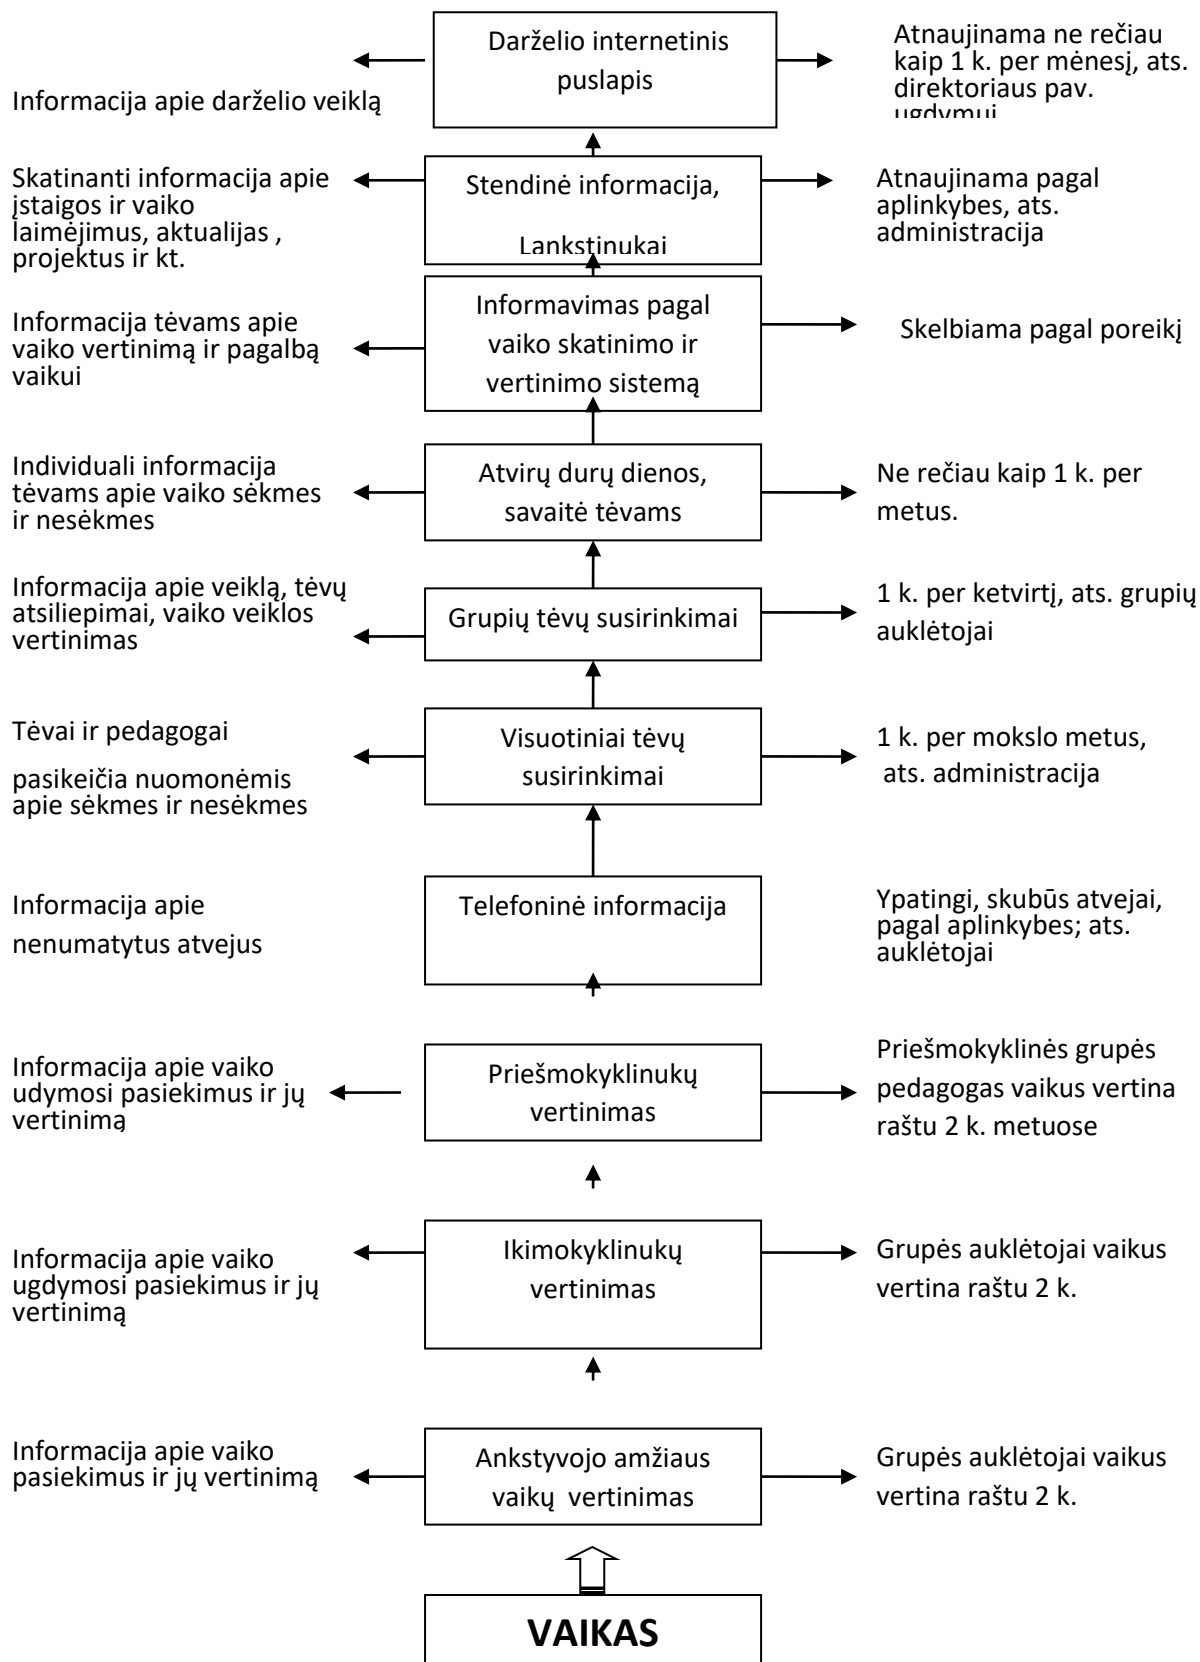 Darželio internetinis
puslapis
Informacija apie darželio veiklą
Atnaujinama ne rečiau
kaip 1 k. per mėnesį, ats.
direktoriaus pav.
ugdymui
Skatinanti informacija apie
įstaigos ir vaiko
laimėjimus, aktualijas ,
projektus ir kt.
Stendinė informacija,
Lankstinukai
Atnaujinama pagal
aplinkybes, ats.
administracija
Informacija tėvams apie
vaiko vertinimą ir pagalbą
vaikui
Informavimas pagal
vaiko skatinimo ir
vertinimo sistemą
Skelbiama pagal poreikį
Individuali informacija
tėvams apie vaiko sėkmes
ir nesėkmes
Atvirų durų dienos,
savaitė tėvams
Ne rečiau kaip 1 k. per
metus.
Informacija apie veiklą, tėvų
atsiliepimai, vaiko veiklos
vertinimas
Grupių tėvų susirinkimai
1 k. per ketvirtį, ats. grupių
auklėtojai
Tėvai ir pedagogai
pasikeičia nuomonėmis
apie sėkmes ir nesėkmes
Visuotiniai tėvų
susirinkimai
1 k. per mokslo metus,
ats. administracija
Informacija apie
nenumatytus atvejus
Telefoninė informacija
Ypatingi, skubūs atvejai,
pagal aplinkybes; ats.
auklėtojai
Informacija apie vaiko
udymosi pasiekimus ir jų
vertinimą
Priešmokyklinukų
vertinimas
Priešmokyklinės grupės
pedagogas vaikus vertina
raštu 2 k. metuose
Informacija apie vaiko
ugdymosi pasiekimus ir jų
vertinimą
Ikimokyklinukų
vertinimas
Grupės auklėtojai vaikus
vertina raštu 2 k.
Informacija apie vaiko
pasiekimus ir jų vertinimą
Ankstyvojo amžiaus
vaikų  vertinimas
Grupės auklėtojai vaikus
vertina raštu 2 k.
VAIKAS